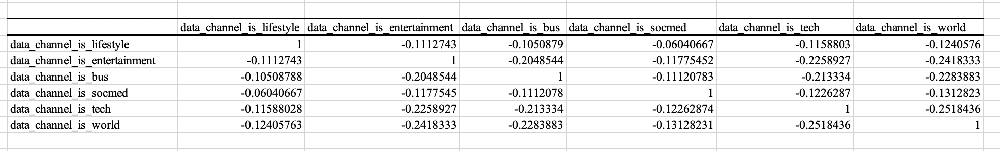 data_channel_is_lifestyle data_channel_is_entertainment data_channel_is_bus data_channel_is_socmed data_channel_is_tech data_channel_is_world
data_channel_is_lifestyle 1 -0.1112743 -0.1050879 -0.06040667 -0.1158803 -0.1240576
data_channel_is_entertainment -0.1112743 1 -0.2048544 -0.11775452 -0.2258927 -0.2418333
data_channel_is_bus -0.10508788 -0.2048544 1 -0.11120783 -0.213334 -0.2283883
data_channel_is_socmed -0.06040667 -0.1177545 -0.1112078 1 -0.1226287 -0.1312823
data_channel_is_tech -0.11588028 -0.2258927 -0.213334 -0.12262874 1 -0.2518436
data_channel_is_world -0.12405763 -0.2418333 -0.2283883 -0.13128231 -0.2518436 1